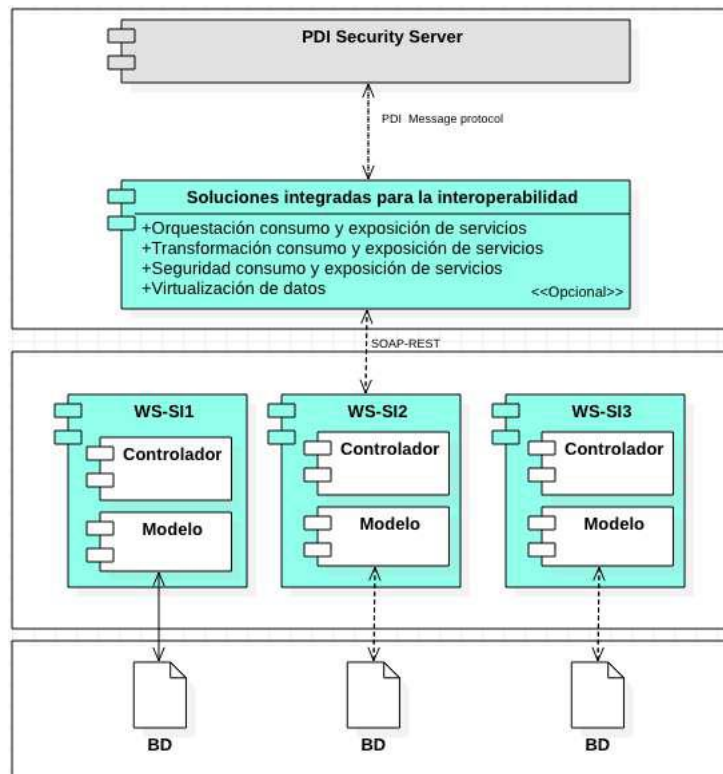 PDI Security Server
PDI Message protocol
Soluciones integradas para la interoperabilidad
+Orquestación consumo y exposición de servicios
+Transformación consumo y exposición de servicios
+Seguridad consumo y exposición de servicios
+Virtualización de datos
<<Opcional>>
SOAP-REST
WS-SI1
Controlador
Modelo
WS-SI2
Controlador
Modelo
WS-SI3
Controlador
Modelo
BD
BD
BD